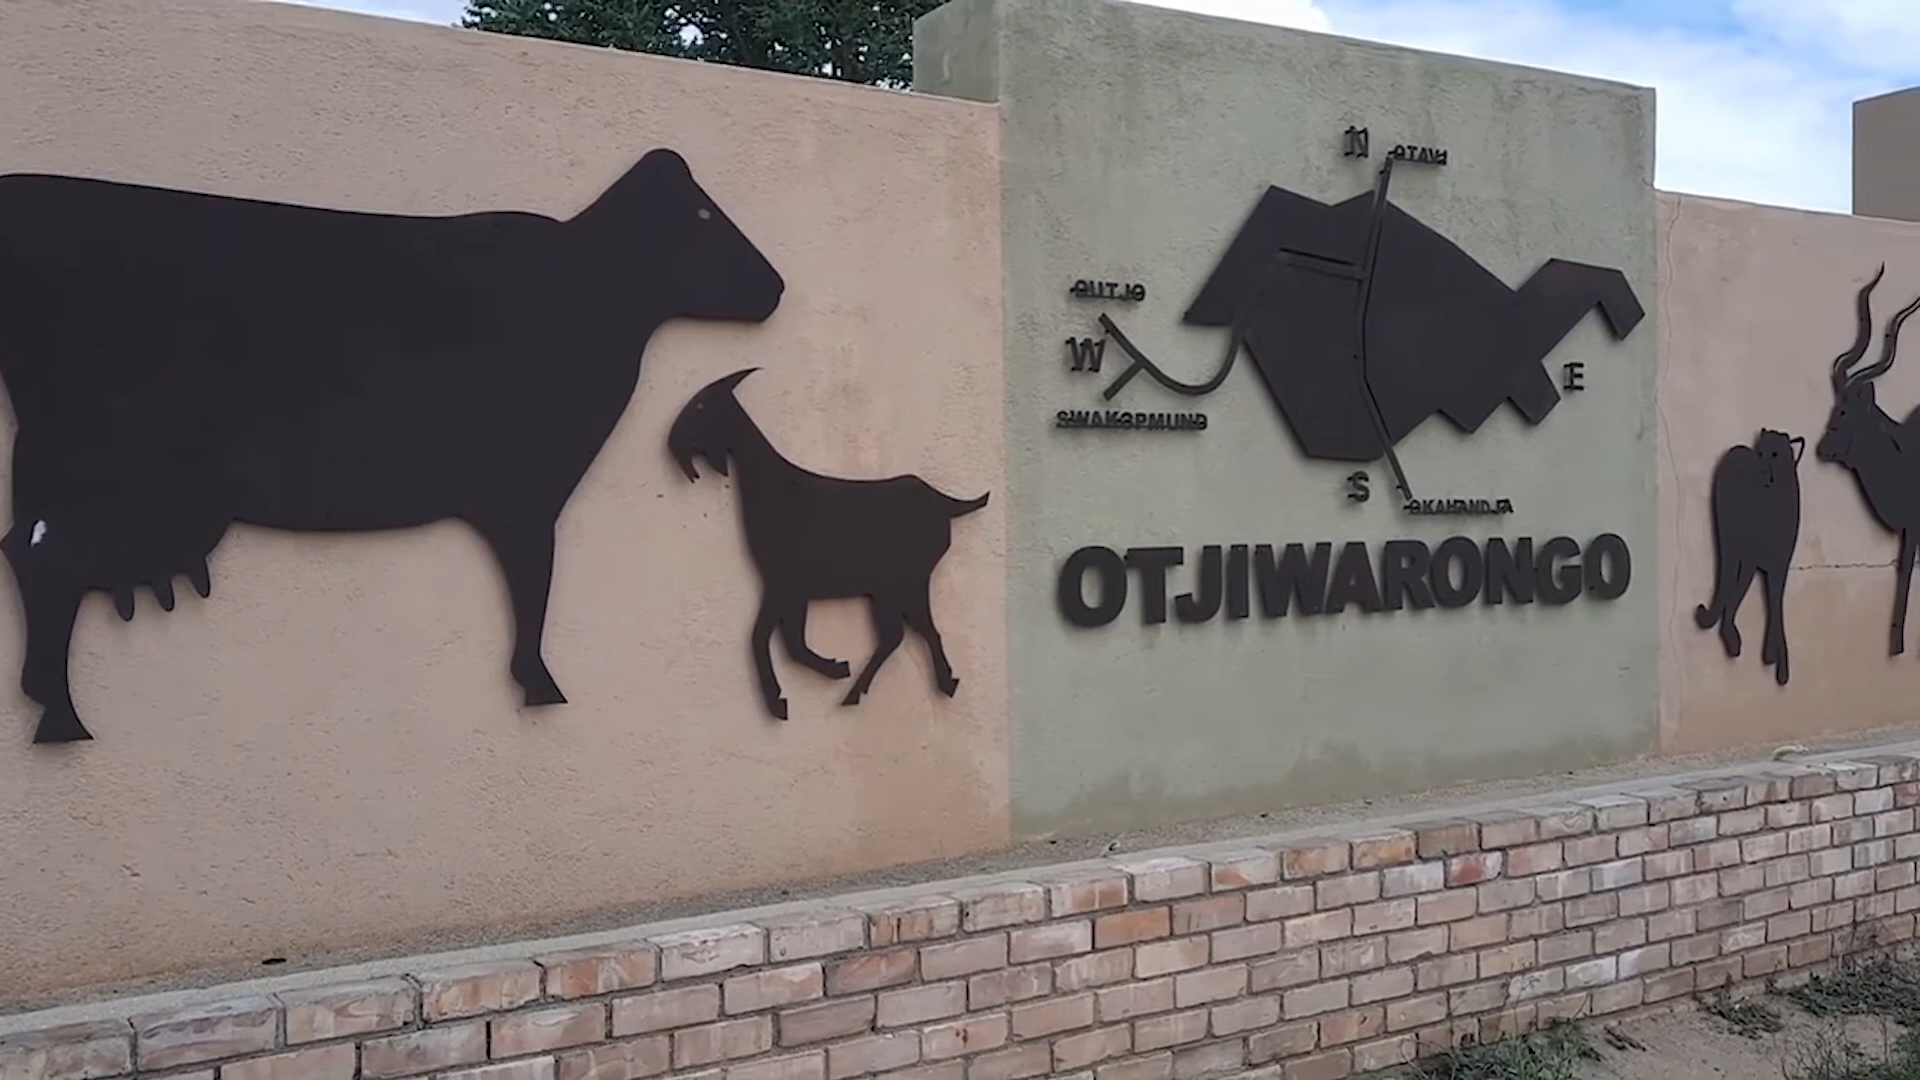 N OTAVI
OUTJO
W
E
SWAKOPMUND
S OKAHANDJA
OTJIWARONGO